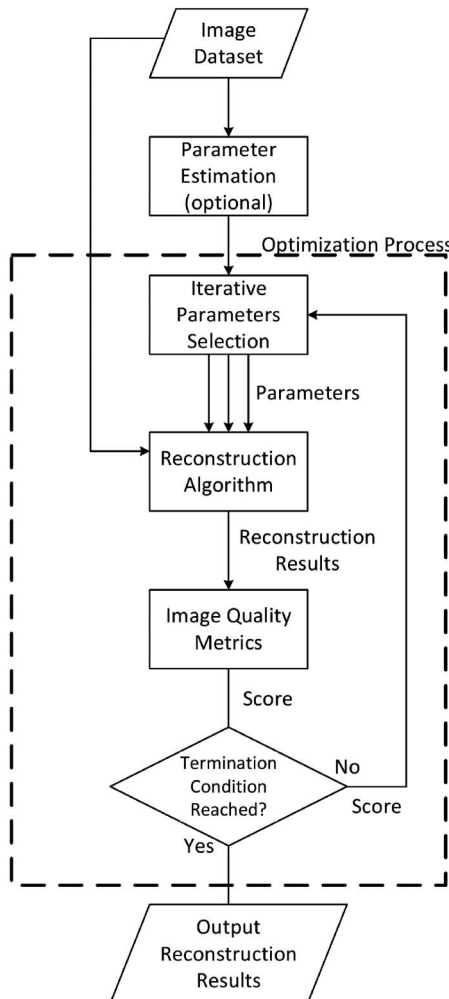 Image
Dataset
Parameter
Estimation
(optional)
Optimization Process
Iterative
Parameters
Selection
Parameters
Reconstruction
Algorithm
Reconstruction
Results
Image Quality
Metrics
Score
Termination
Condition
Reached?
No
Score
Yes
Output
Reconstruction
Results